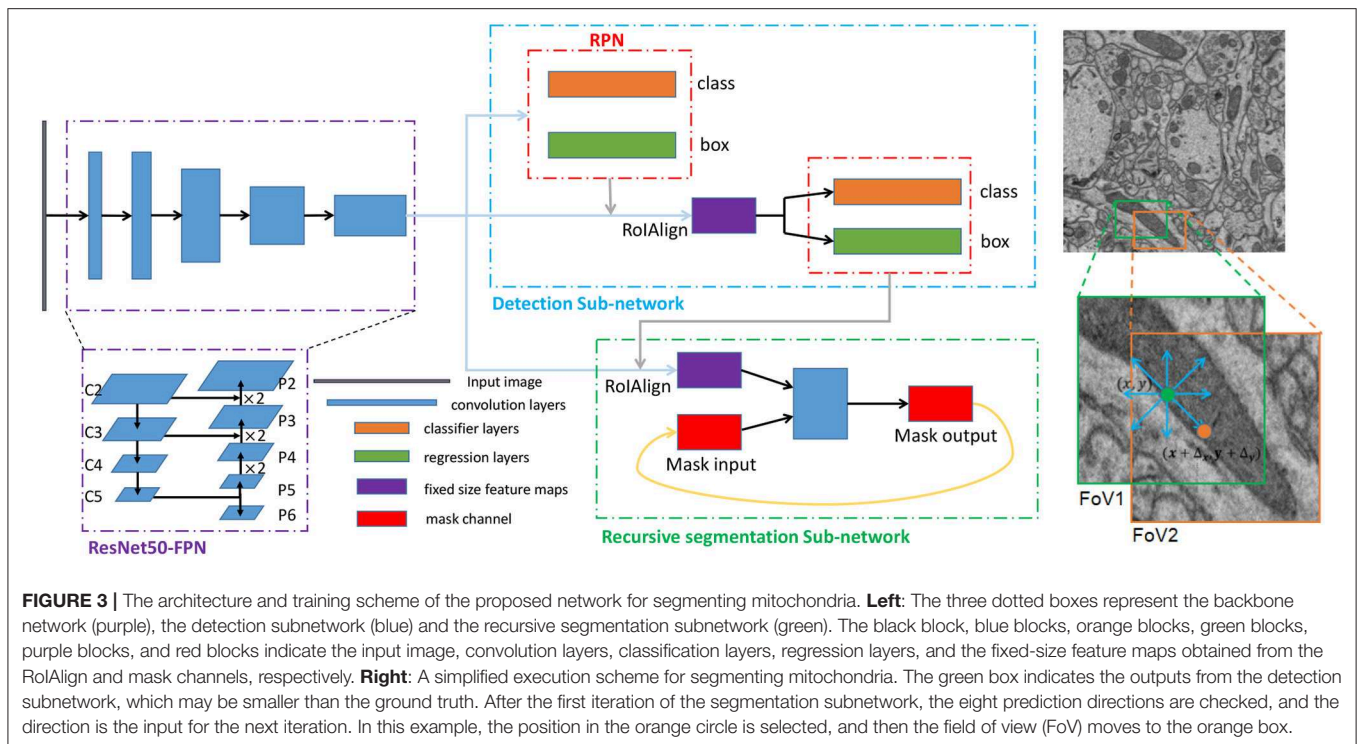 RPN
class
box
RoIAlign
class
box
Detection Sub-network
C2
C3
C4
C5
P2
×2
P3
×2
P4
×2
P5
P6
ResNet50-FPN
Input image
convolution layers
classifier layers
regression layers
fixed size feature maps
mask channel
RoIAlign
Mask input
Mask output
Recursive segmentation Sub-network
(x, y)
(x + Δx, y + Δy)
FoV1
FoV2
FIGURE 3 | The architecture and training scheme of the proposed network for segmenting mitochondria. Left: The three dotted boxes represent the backbone
network (purple), the detection subnetwork (blue) and the recursive segmentation subnetwork (green). The black block, blue blocks, orange blocks, green blocks,
purple blocks, and red blocks indicate the input image, convolution layers, classification layers, regression layers, and the fixed-size feature maps obtained from the
RoIAlign and mask channels, respectively. Right: A simplified execution scheme for segmenting mitochondria. The green box indicates the outputs from the detection
subnetwork, which may be smaller than the ground truth. After the first iteration of the segmentation subnetwork, the eight prediction directions are checked, and the
direction is the input for the next iteration. In this example, the position in the orange circle is selected, and then the field of view (FoV) moves to the orange box.